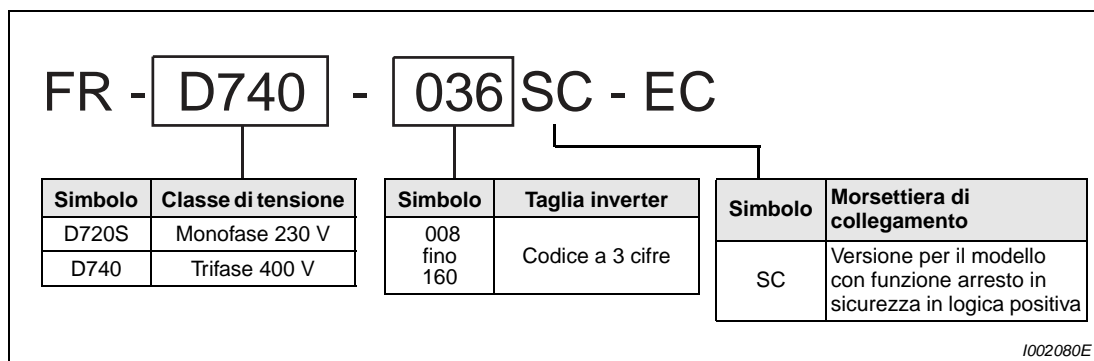 FR - D740 - 036 SC - EC
Simbolo Classe di tensione
D720S Monofase 230 V
D740 Trifase 400 V
Simbolo Taglia inverter
008
fino
160
Codice a 3 cifre
Simbolo Morsettiera di
collegamento
SC
Versione per il modello
con funzione arresto in
sicurezza in logica positiva
I002080E